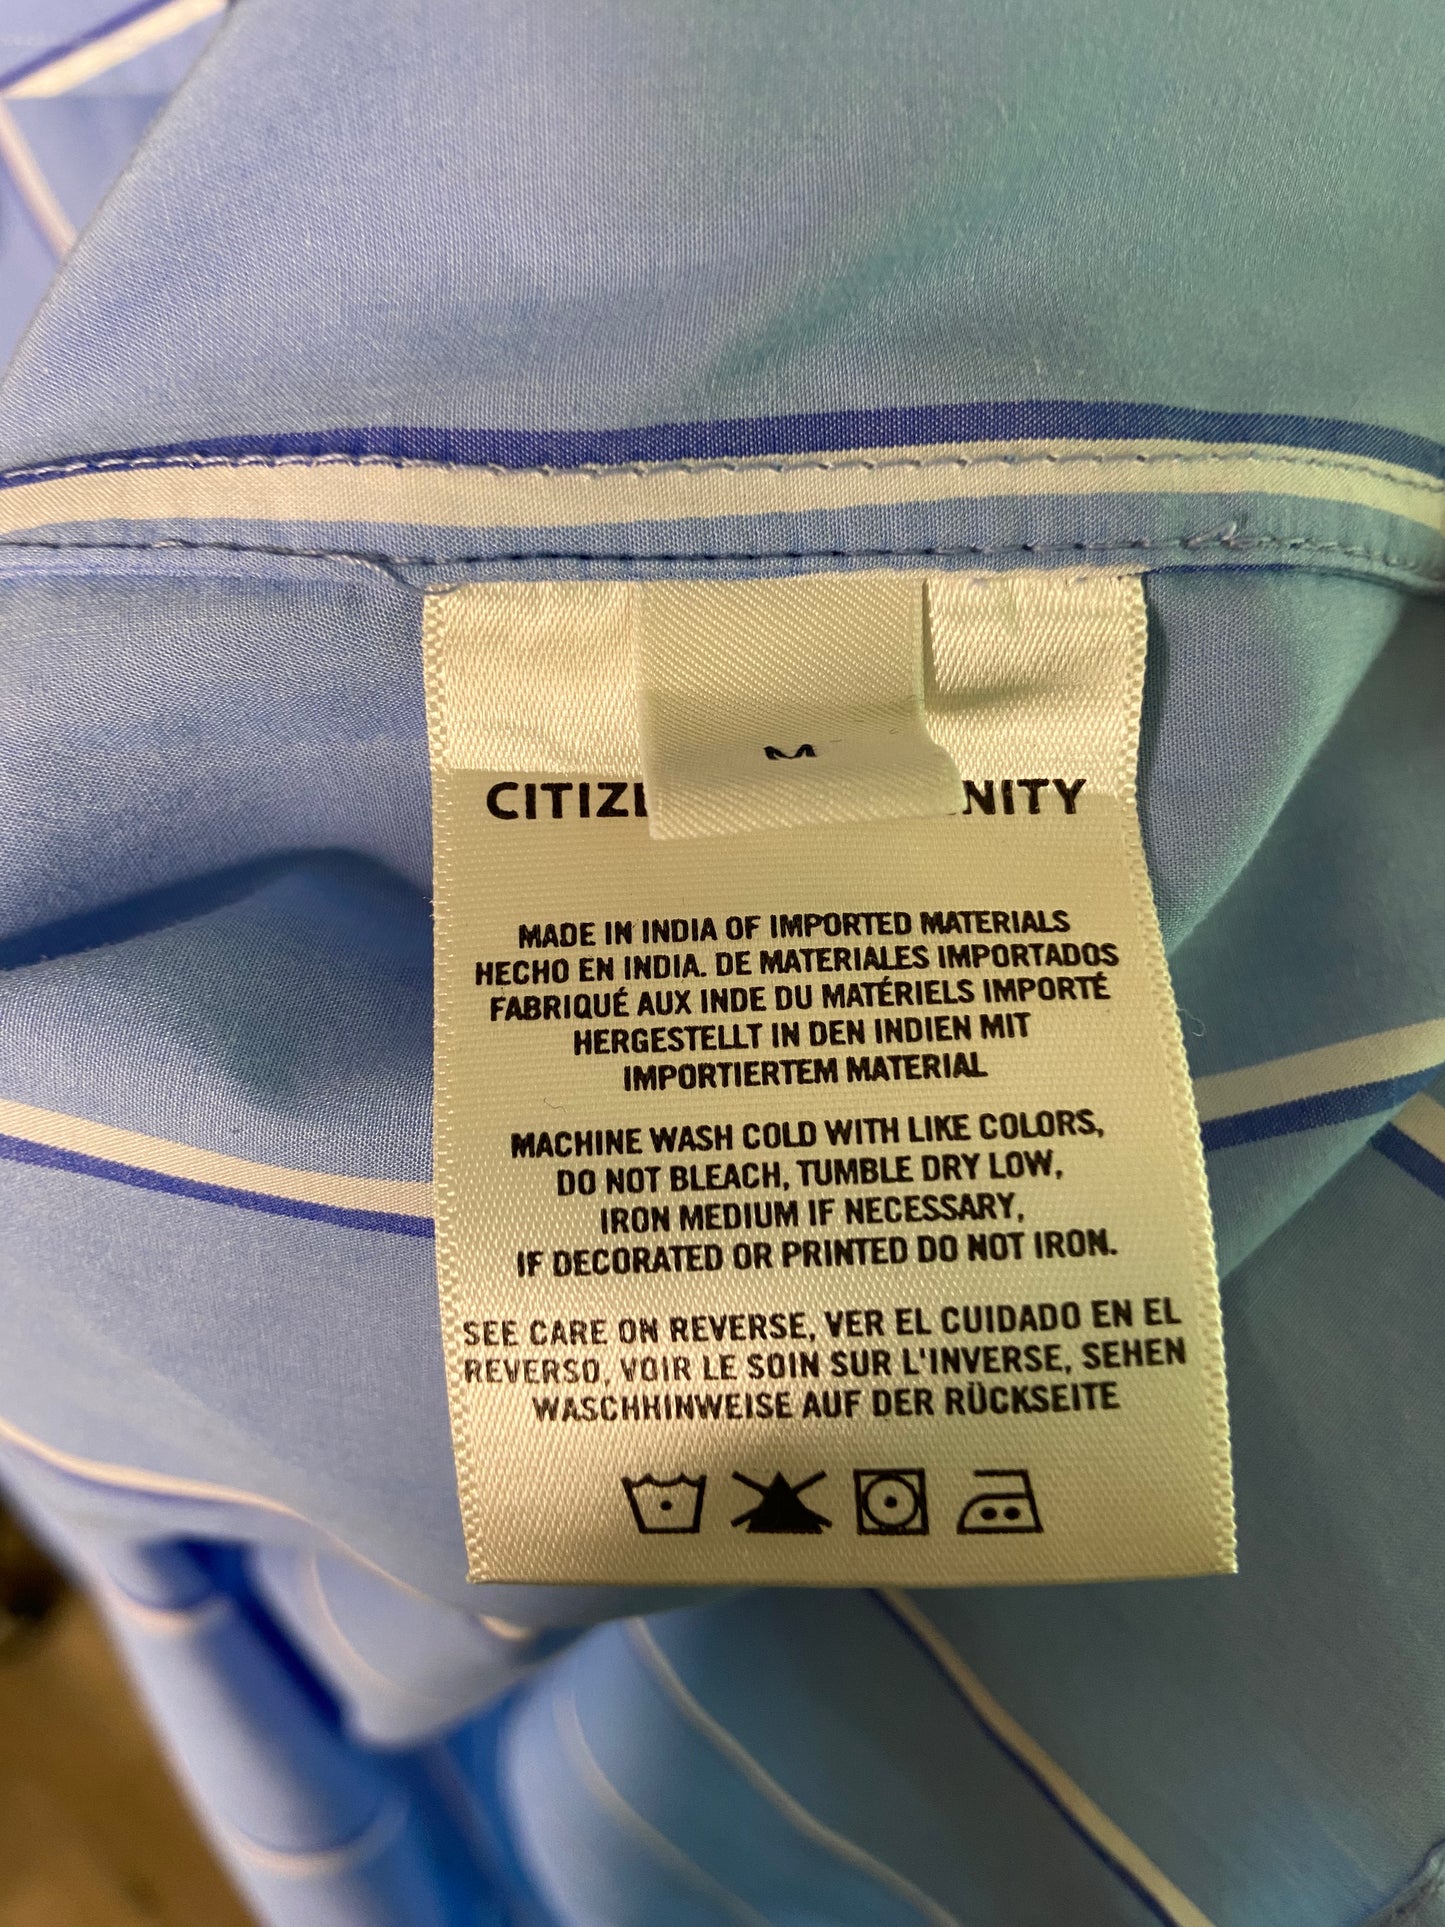 M
CITIZ NITY
MADE IN INDIA OF IMPORTED MATERIALS
HECHO EN INDIA. DE MATERIALES IMPORTADOS
FABRIQUÉ AUX INDE DU MATÉRIELS IMPORTÉ
HERGESTELLT IN DEN INDIEN MIT
IMPORTIERTEM MATERIAL
MACHINE WASH COLD WITH LIKE COLORS,
DO NOT BLEACH, TUMBLE DRY LOW,
IRON MEDIUM IF NECESSARY,
IF DECORATED OR PRINTED DO NOT IRON.
SEE CARE ON REVERSE, VER EL CUIDADO EN EL
REVERSO, VOIR LE SOIN SUR L'INVERSE, SEHEN
WASCHHINWEISE AUF DER RÜCKSEITE